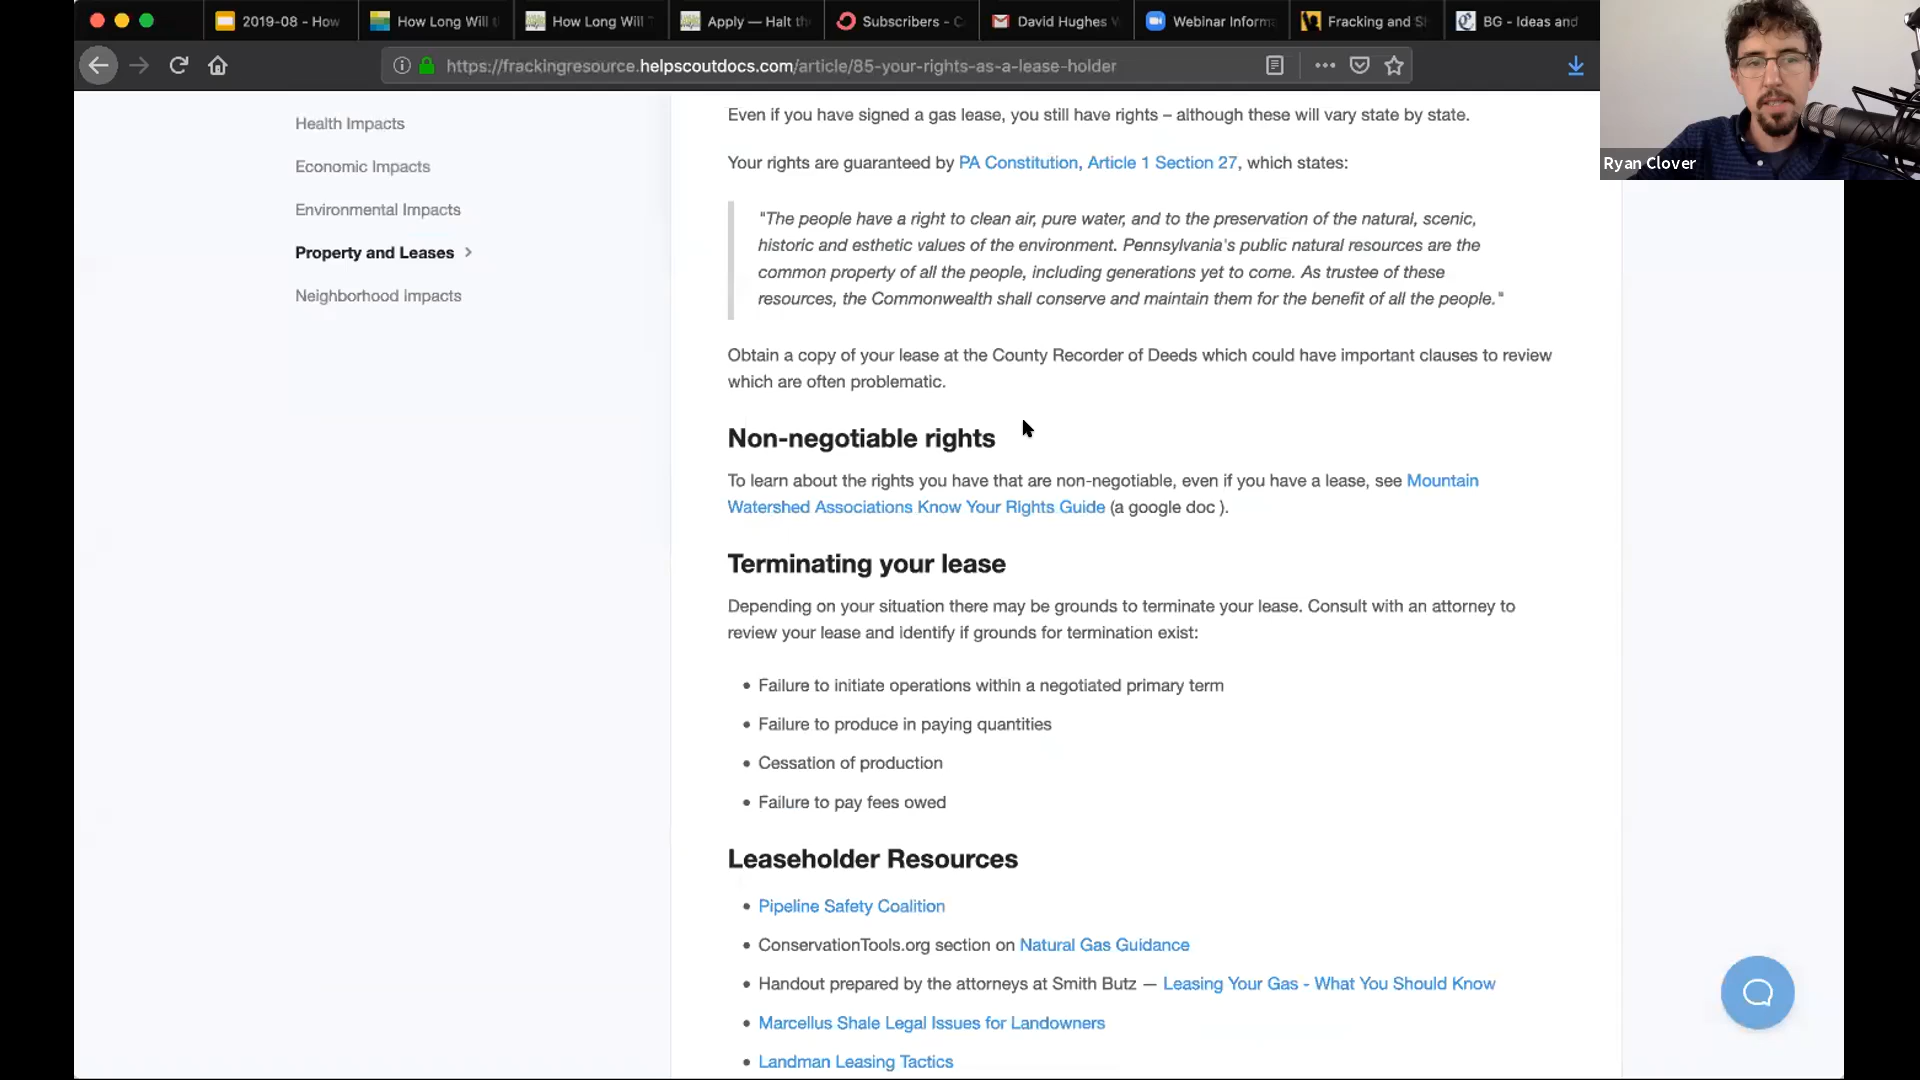 2019-08 - How
How Long Will t
How Long Will T
Apply — Halt th
Subscribers - C
David Hughes W
Webinar Informa
Fracking and S
BG - Ideas and
https://frackingresource.helpscoutdocs.com/article/85-your-rights-as-a-lease-holder
Ryan Clover
Health Impacts
Economic Impacts
Environmental Impacts
Property and Leases
Neighborhood Impacts
Even if you have signed a gas lease, you still have rights – although these will vary state by state.
Your rights are guaranteed by PA Constitution, Article 1 Section 27, which states:
"The people have a right to clean air, pure water, and to the preservation of the natural, scenic,
historic and esthetic values of the environment. Pennsylvania's public natural resources are the
common property of all the people, including generations yet to come. As trustee of these
resources, the Commonwealth shall conserve and maintain them for the benefit of all the people."
Obtain a copy of your lease at the County Recorder of Deeds which could have important clauses to review
which are often problematic.
Non-negotiable rights
To learn about the rights you have that are non-negotiable, even if you have a lease, see Mountain
Watershed Associations Know Your RIghts Guide (a google doc ).
Terminating your lease
Depending on your situation there may be grounds to terminate your lease. Consult with an attorney to
review your lease and identify if grounds for termination exist:
• Failure to initiate operations within a negotiated primary term
• Failure to produce in paying quantities
• Cessation of production
• Failure to pay fees owed
Leaseholder Resources
• Pipeline Safety Coalition
• ConservationTools.org section on Natural Gas Guidance
• Handout prepared by the attorneys at Smith Butz — Leasing Your Gas - What You Should Know
• Marcellus Shale Legal Issues for Landowners
• Landman Leasing Tactics